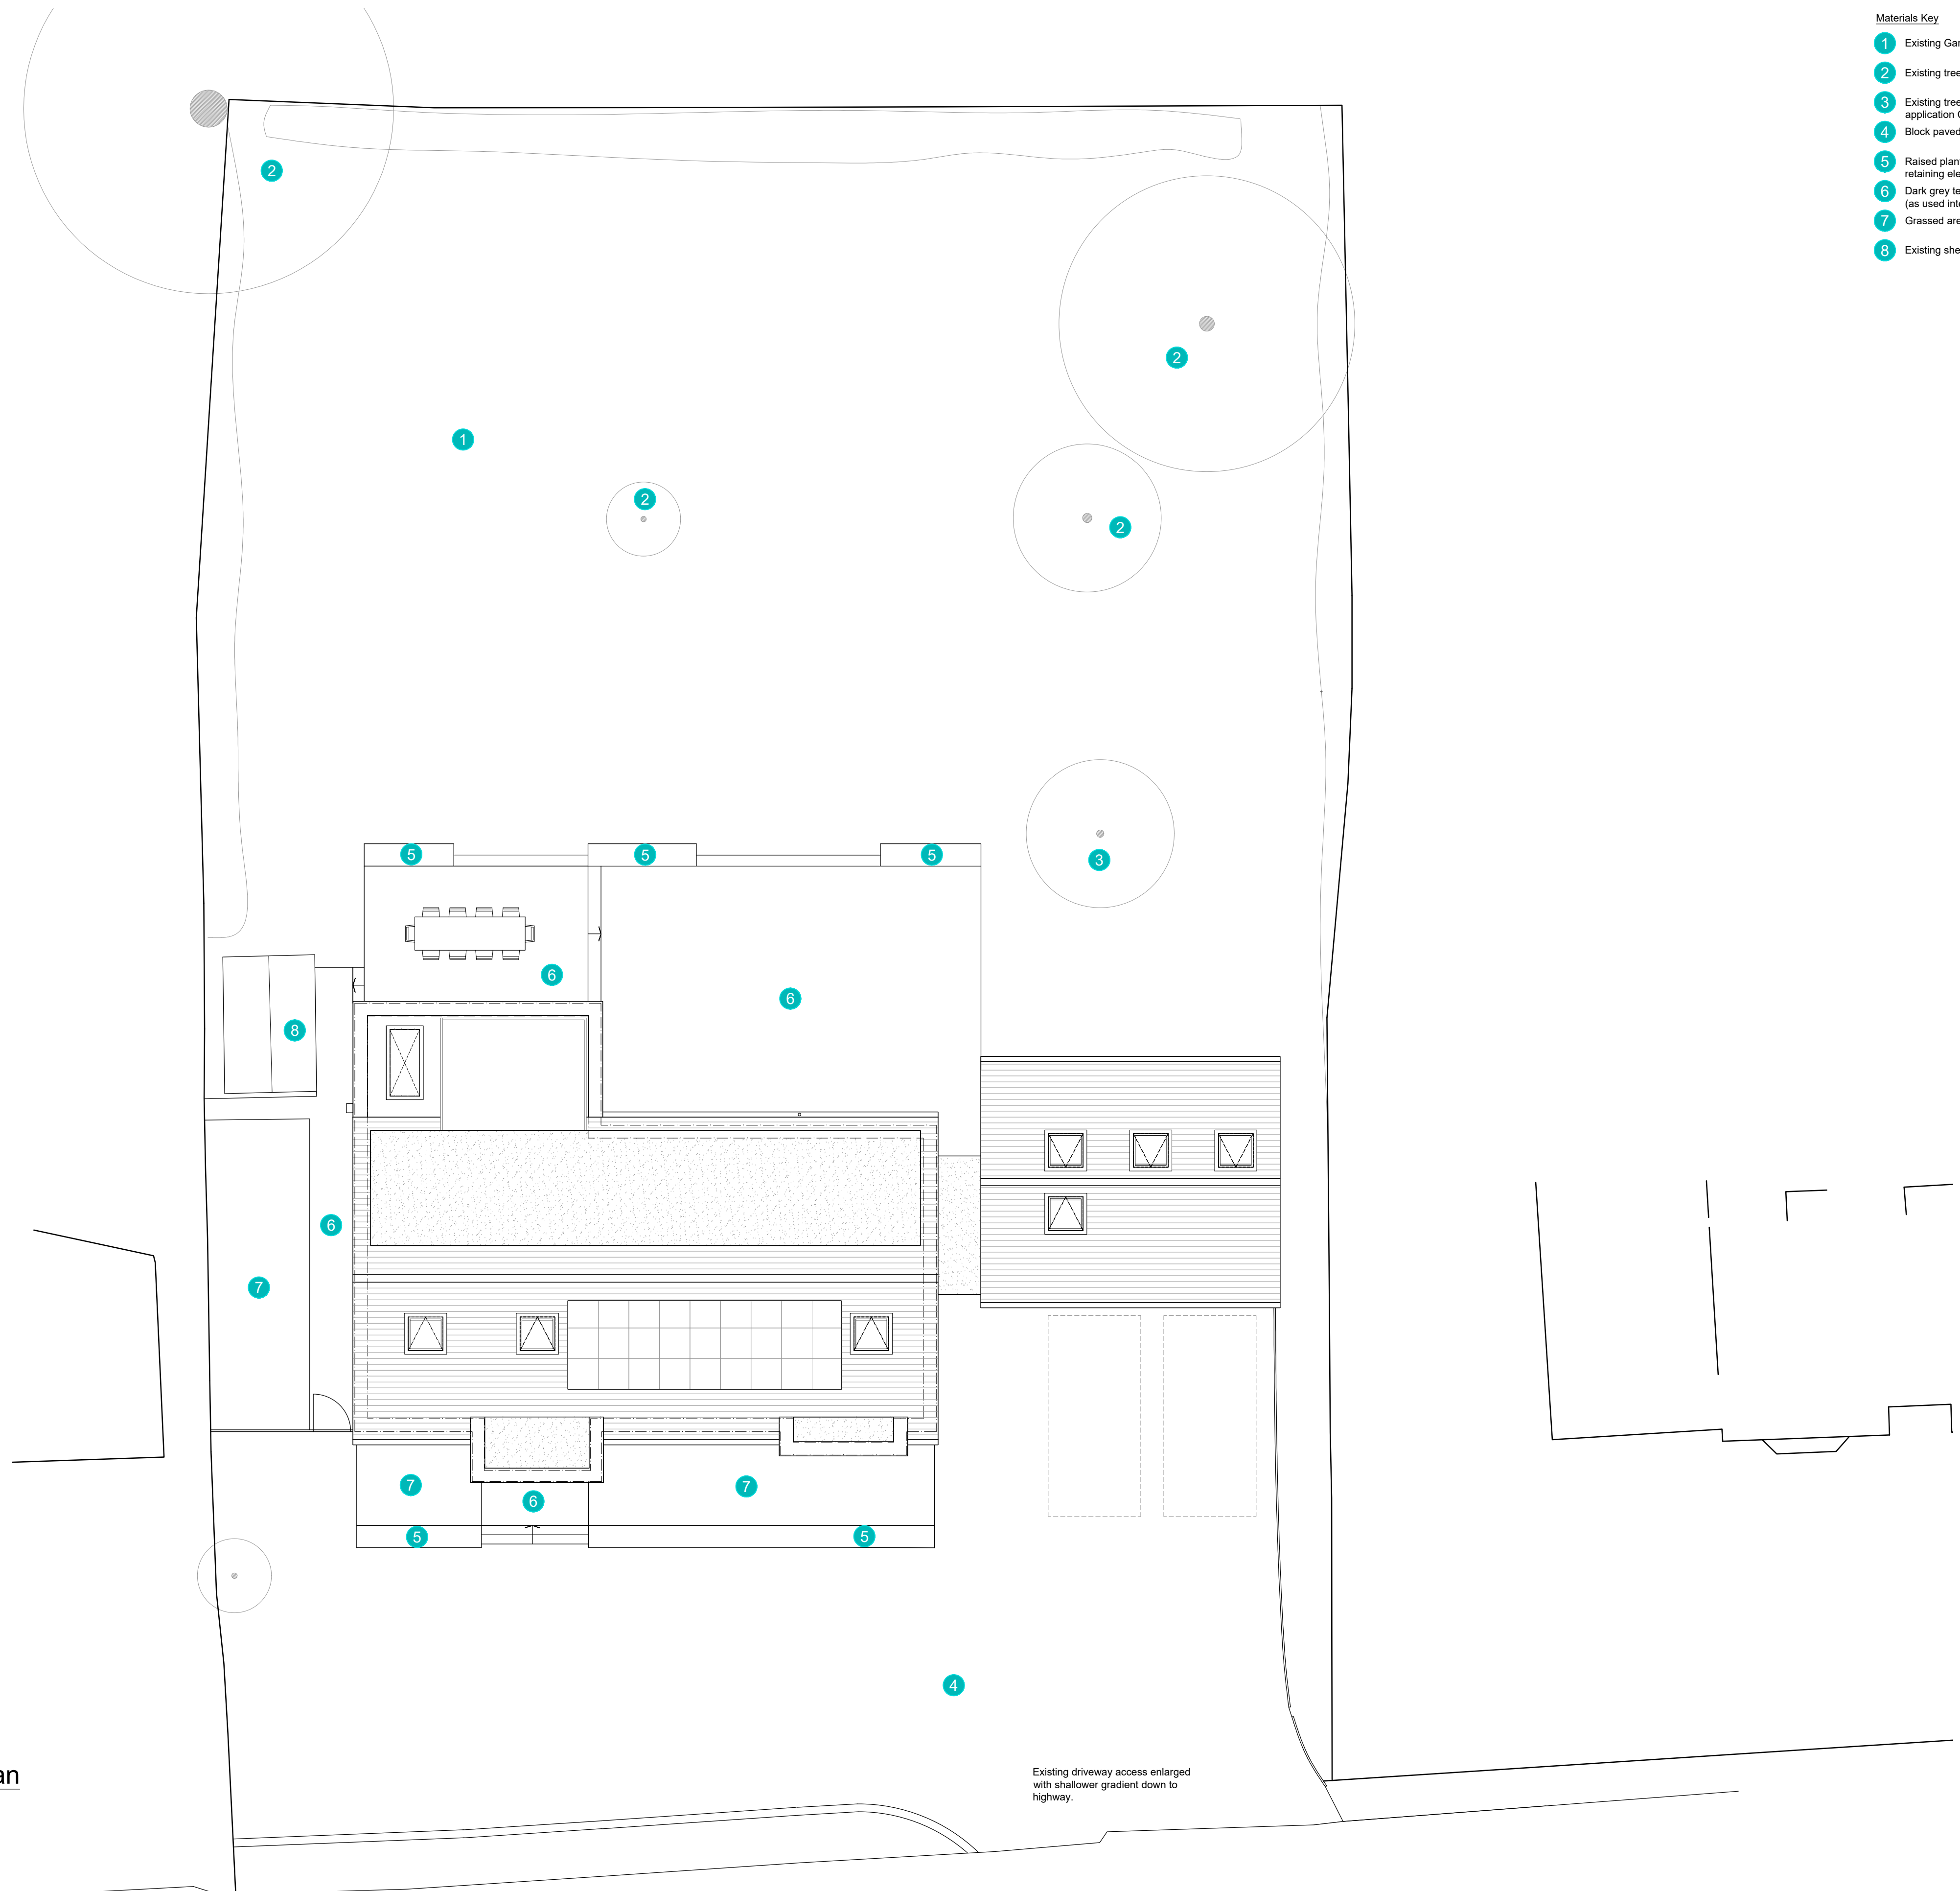 Materials Key
1 Existing Gar
2 Existing tree
3 Existing tree
application
4 Block paved
5 Raised plan
retaining ele
6 Dark grey te
(as used inte
7 Grassed are
8 Existing she
2
2
1
2
2
3
5
5
5
6
6
8
6
7
7
6
7
5
5
4
an
Existing driveway access enlarged
with shallower gradient down to
highway.